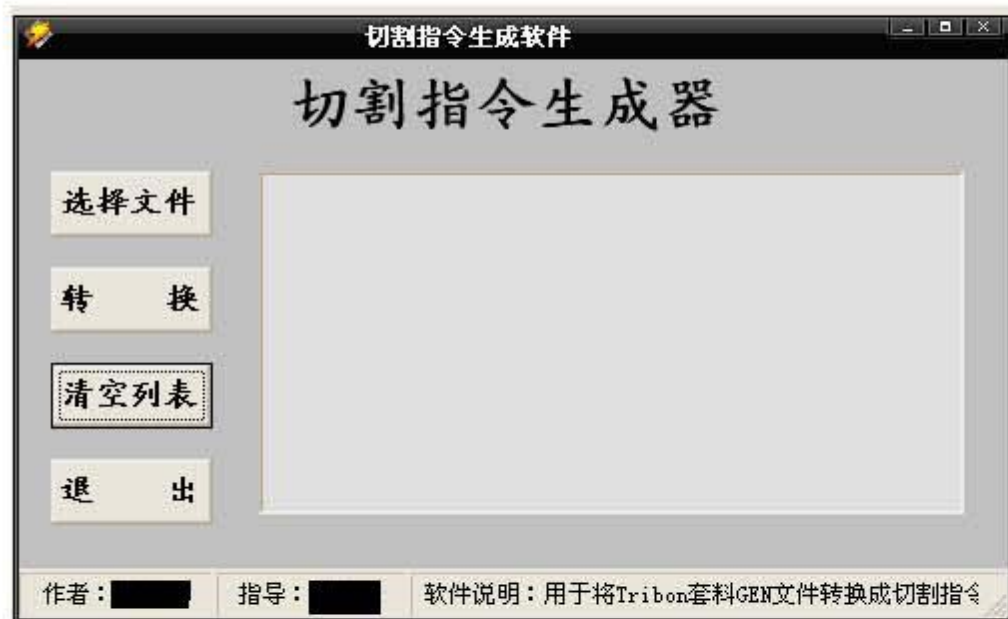 切割指令生成软件
切割指令生成器
选择文件
转 换
清空列表
退 出
作者： 指导： 软件说明：用于将Tribon套料GEN文件转换成切割指